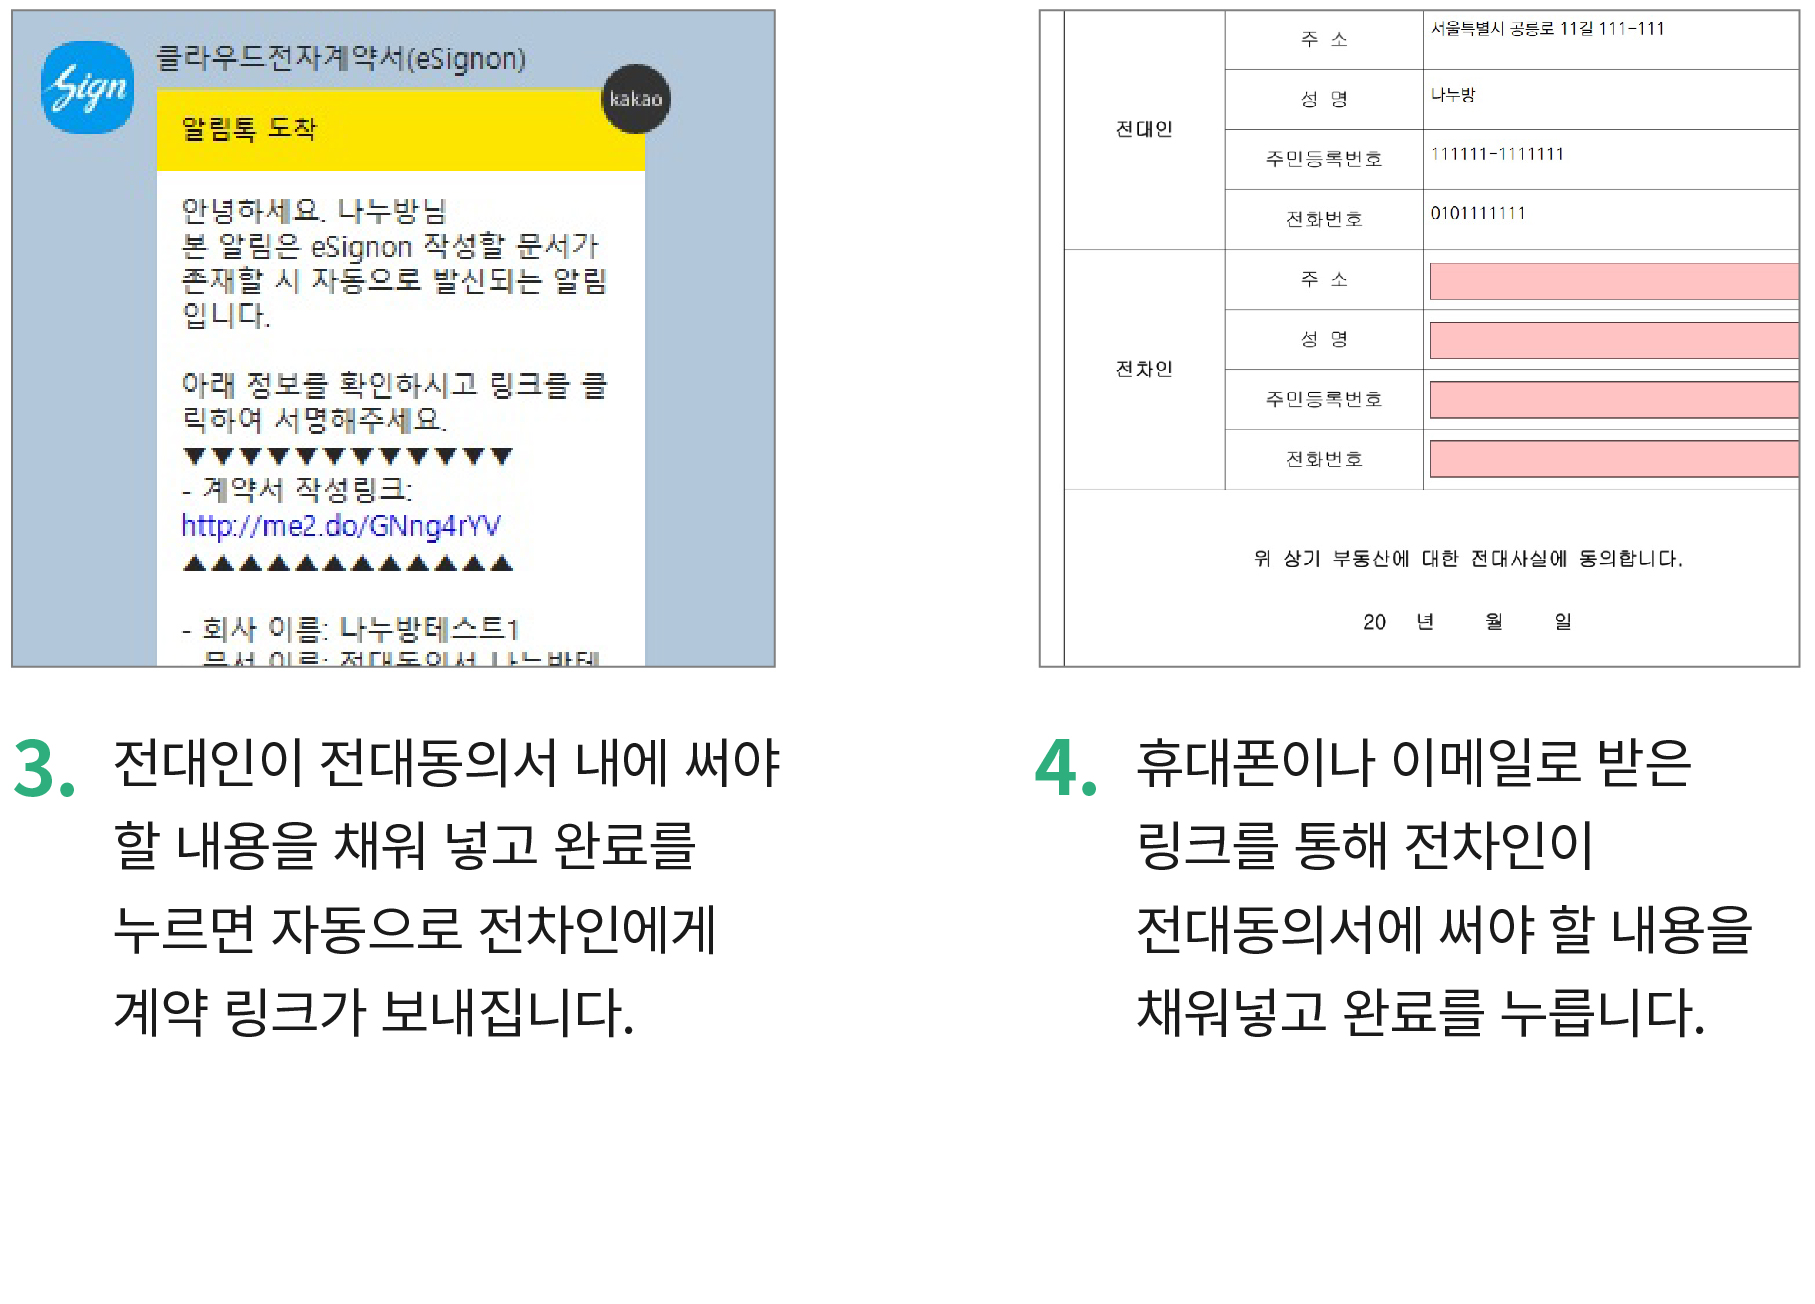 Sign
클라우드전자계약서(eSignon)
kakao
알림톡 도착
안녕하세요. 나누방님
본 알림은 eSignon 작성할 문서가
존재할 시 자동으로 발신되는 알림
입니다.
아래 정보를 확인하시고 링크를 클
릭하여 서명해주세요.
▼▼▼▼▼▼▼▼▼▼▼▼
- 계약서 작성링크:
http://me2.do/GNng4rYV
▲▲▲▲▲▲▲▲▲▲▲▲
- 회사 이름: 나누방테스트1
- 문서 이름: 전대동의서_나누방테
3. 전대인이 전대동의서 내에 써야
할 내용을 채워 넣고 완료를
누르면 자동으로 전차인에게
계약 링크가 보내집니다.
전대인
주 소 서울특별시 공릉로 11길 111-111
성 명 나누방
주민등록번호 111111-1111111
전화번호 0101111111
전차인
주 소
성 명
주민등록번호
전화번호
위 상기 부동산에 대한 전대사실에 동의합니다.
20 년 월 일
4. 휴대폰이나 이메일로 받은
링크를 통해 전차인이
전대동의서에 써야 할 내용을
채워넣고 완료를 누릅니다.